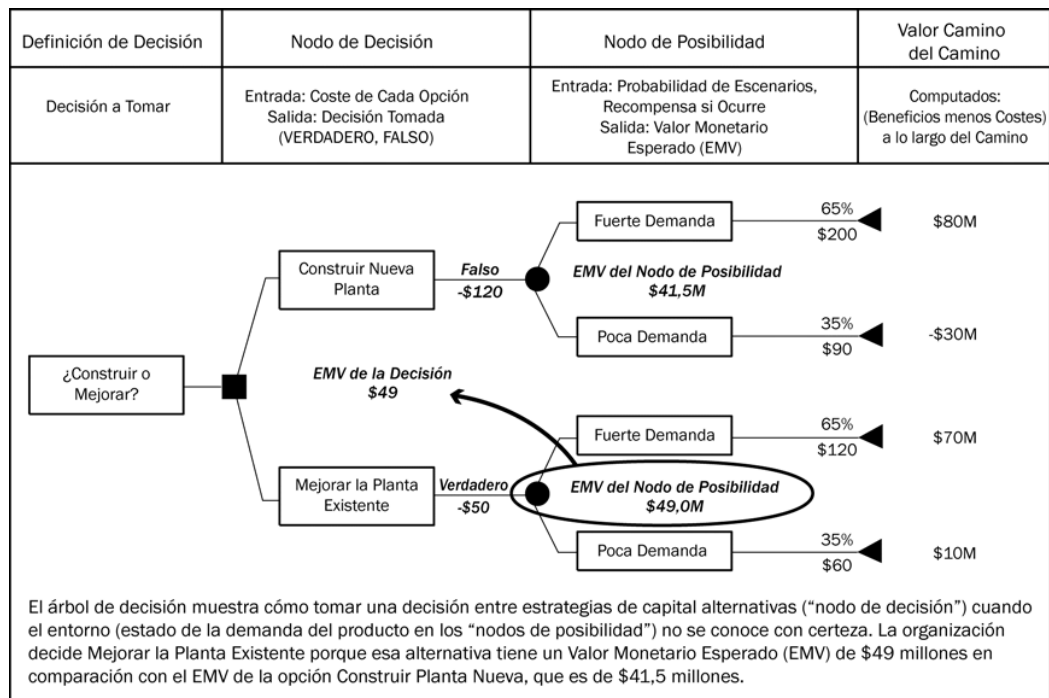 Definición de Decisión
Nodo de Decisión
Nodo de Posibilidad
Valor Camino
del Camino
Decisión a Tomar
Entrada: Coste de Cada Opción
Salida: Decisión Tomada
(VERDADERO, FALSO)
Entrada: Probabilidad de Escenarios,
Recompensa si Ocurre
Salida: Valor Monetario
Esperado (EMV)
Computados:
(Beneficios menos Costes)
a lo largo del Camino
¿Construir o
Mejorar?
Construir Nueva
Planta
Falso
-$120
Fuerte Demanda
65%
$200
$80M
EMV del Nodo de Posibilidad
$41,5M
Poca Demanda
35%
$90
-$30M
EMV de la Decisión
$49
Mejorar la Planta
Existente
Verdadero
-$50
Fuerte Demanda
65%
$120
$70M
EMV del Nodo de Posibilidad
$49,0M
Poca Demanda
35%
$60
$10M
El árbol de decisión muestra cómo tomar una decisión entre estrategias de capital alternativas (“nodo de decisión”) cuando
el entorno (estado de la demanda del producto en los “nodos de posibilidad”) no se conoce con certeza. La organización
decide Mejorar la Planta Existente porque esa alternativa tiene un Valor Monetario Esperado (EMV) de $49 millones en
comparación con el EMV de la opción Construir Planta Nueva, que es de $41,5 millones.